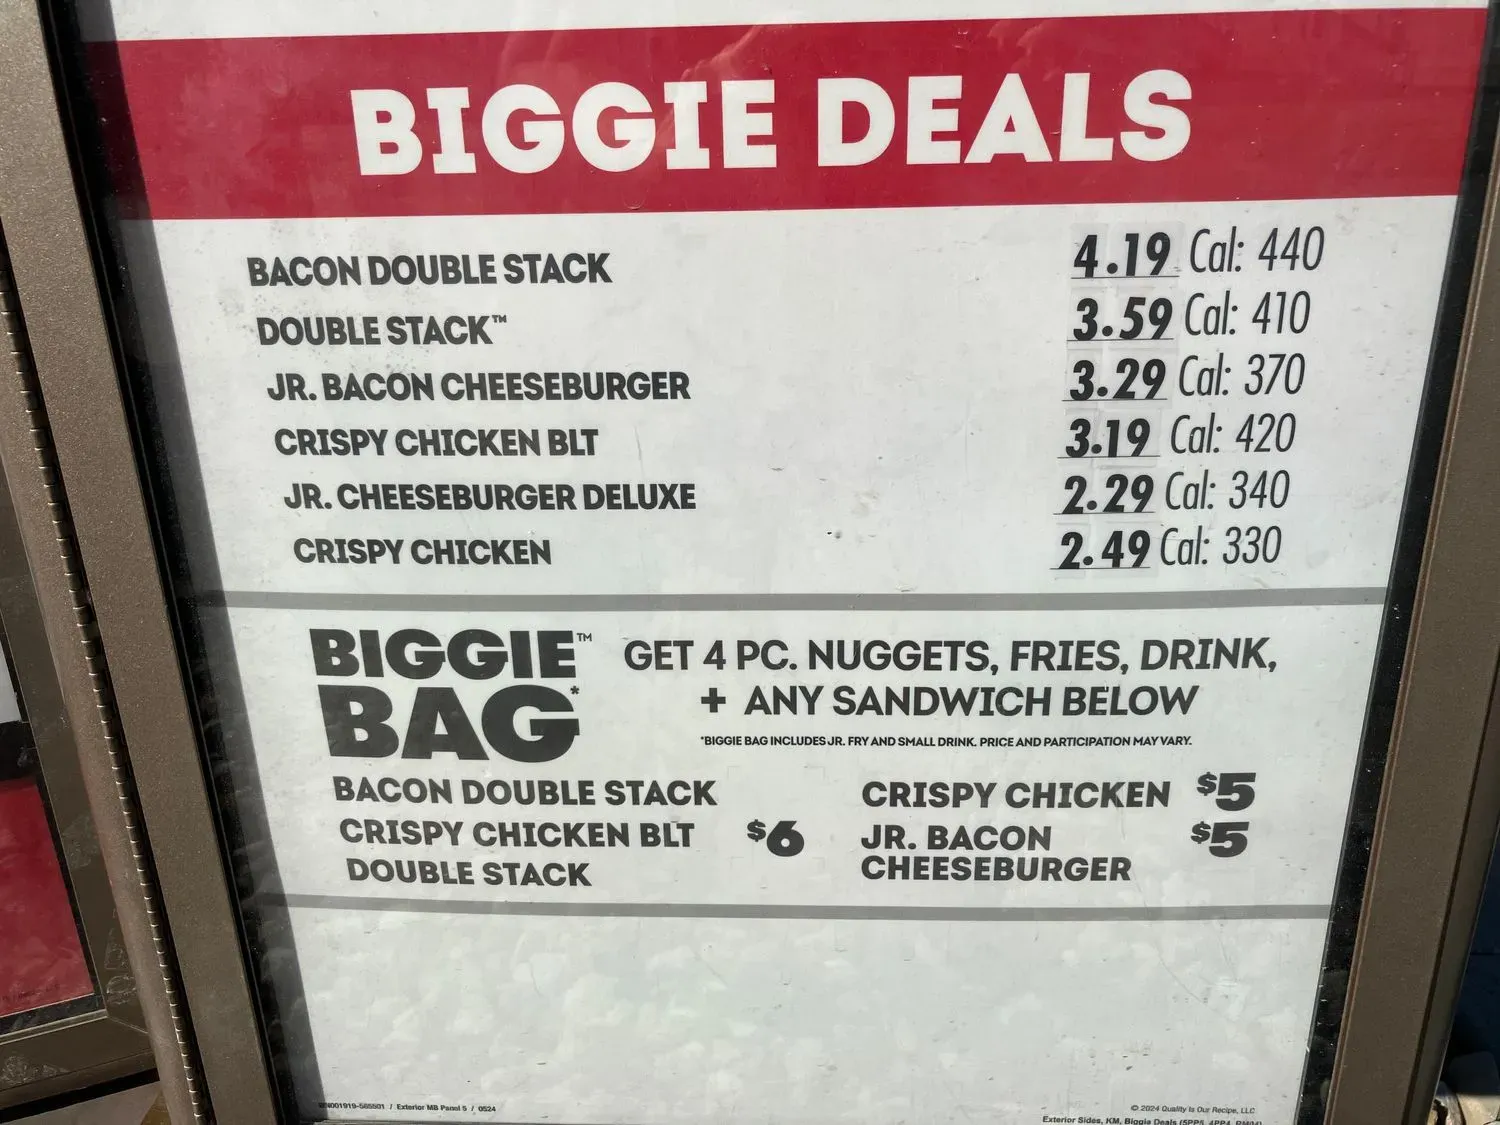 BIGGIE DEALS
BACON DOUBLE STACK 4.19 Cal: 440
DOUBLE STACK™ 3.59 Cal: 410
JR. BACON CHEESEBURGER 3.29 Cal: 370
CRISPY CHICKEN BLT 3.19 Cal: 420
JR. CHEESEBURGER DELUXE 2.29 Cal: 340
CRISPY CHICKEN 2.49 Cal: 330
BIGGIE™
BAG*
GET 4 PC. NUGGETS, FRIES, DRINK,
+ ANY SANDWICH BELOW
*BIGGIE BAG INCLUDES JR. FRY AND SMALL DRINK. PRICE AND PARTICIPATION MAY VARY.
BACON DOUBLE STACK
CRISPY CHICKEN BLT $6
DOUBLE STACK
CRISPY CHICKEN $5
JR. BACON $5
CHEESEBURGER
/ Exterior MB Panel 5 / 0524
© 2024 Quality Is Our Recipe, LLC
Exterior Sides, KM, Biggie Deals